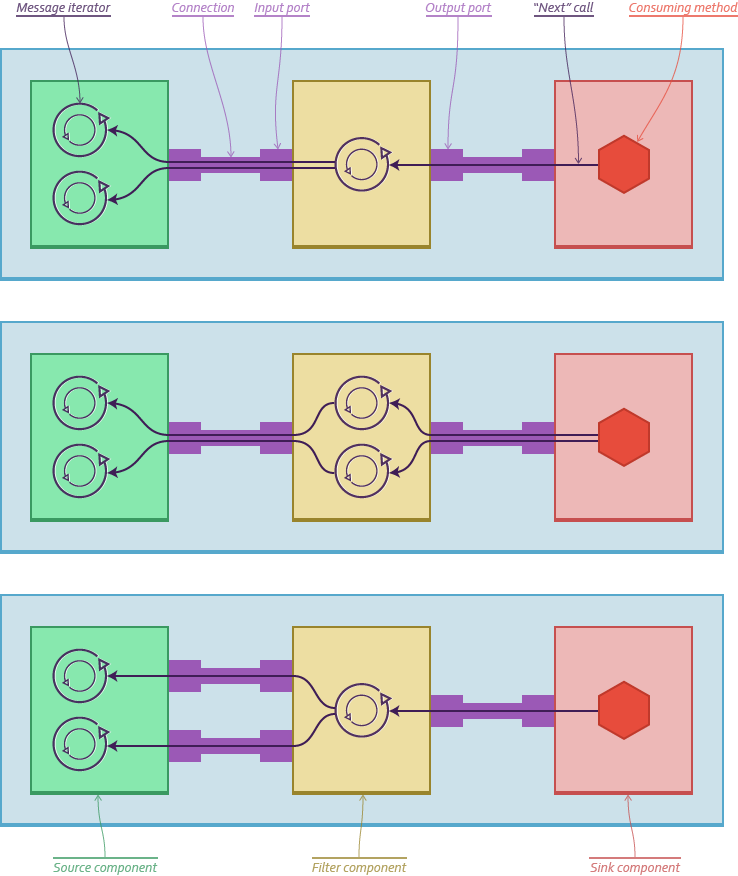 Message iterator
Connection
Input port
Output port
“Next” call
Consuming method
Source component
Filter component
Sink component